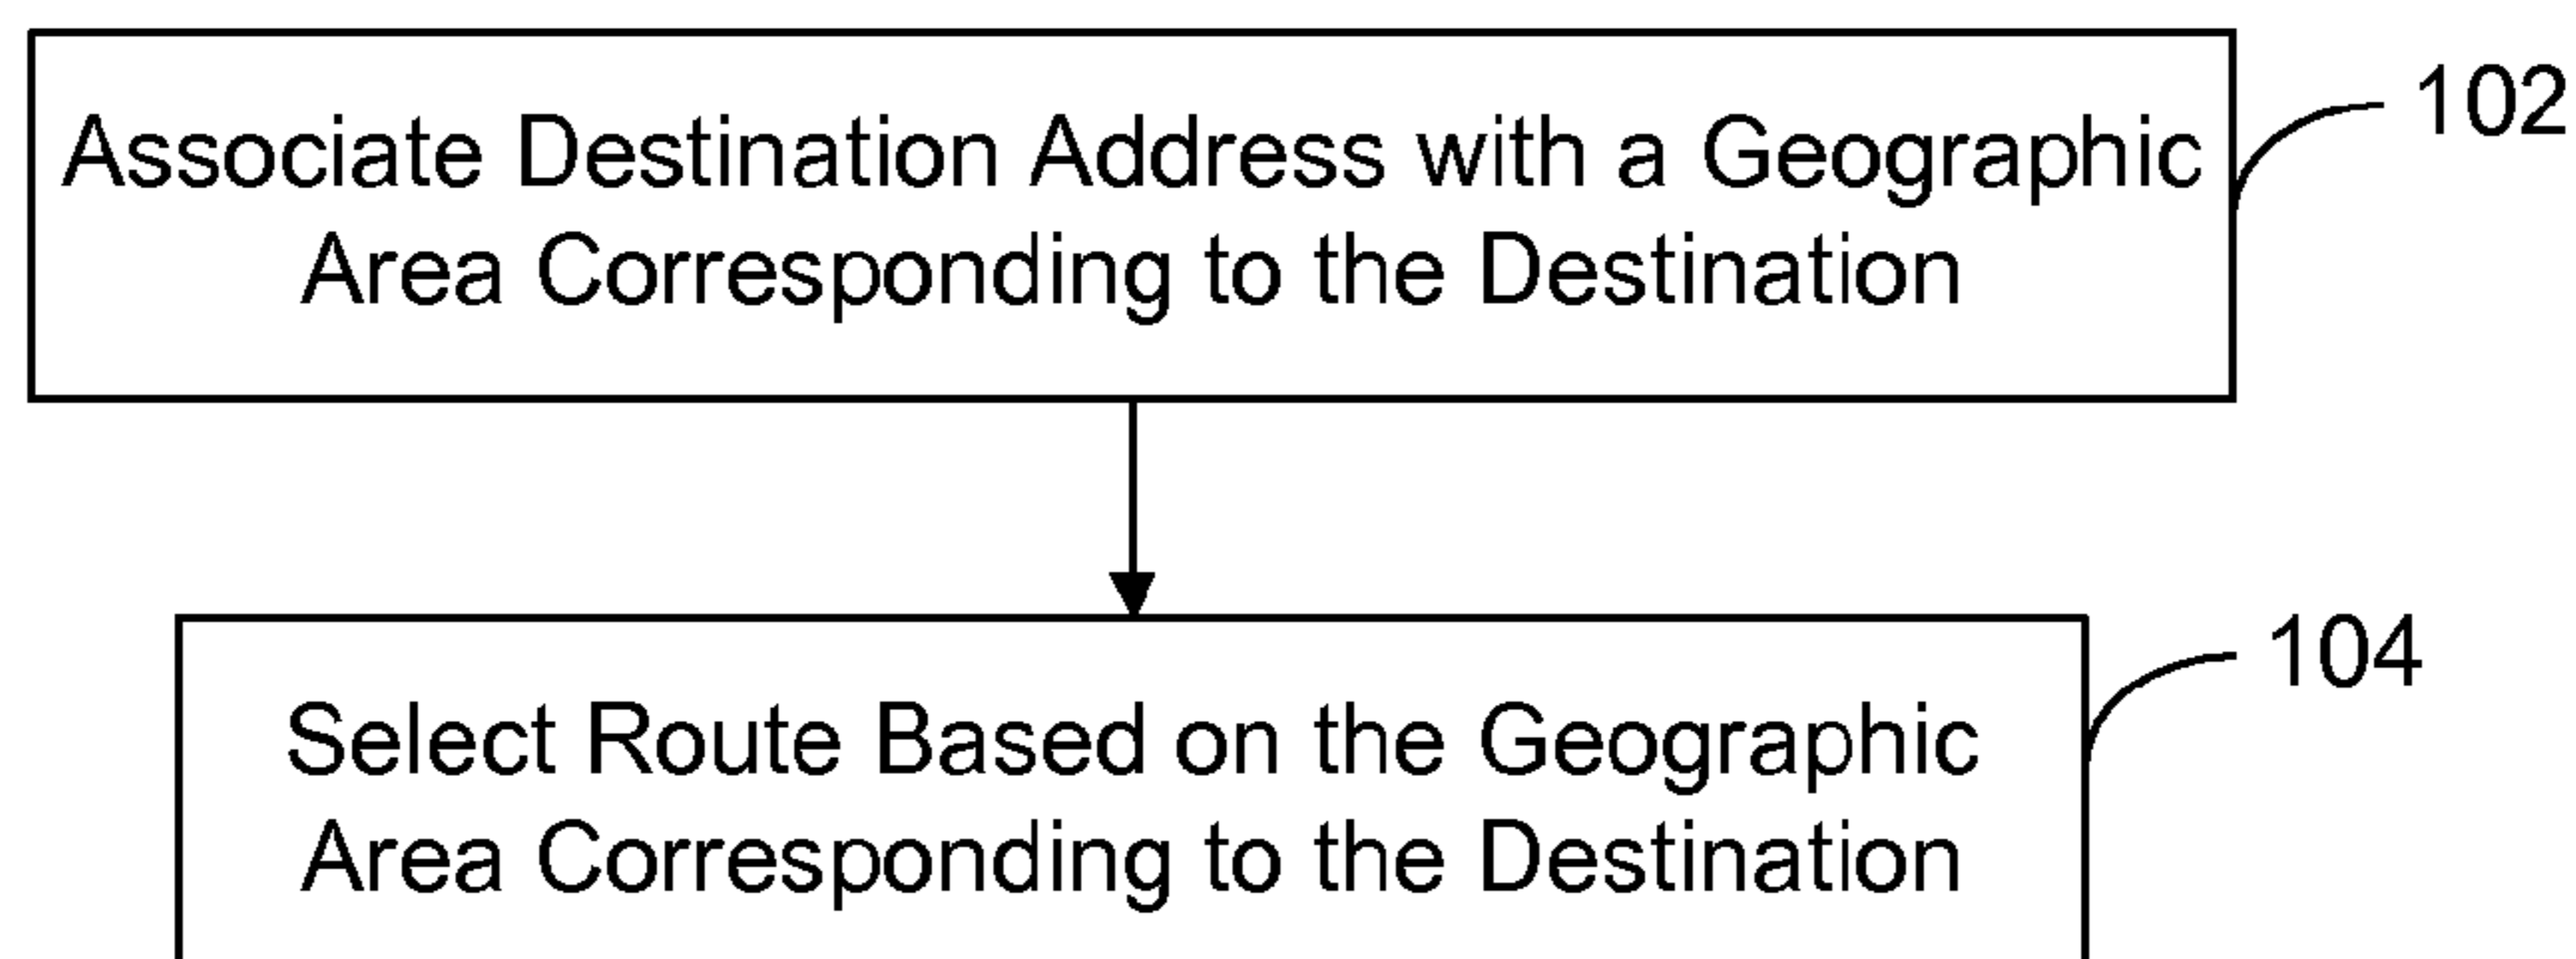 Associate Destination Address with a Geographic
Area Corresponding to the Destination
102
Select Route Based on the Geographic
Area Corresponding to the Destination
104